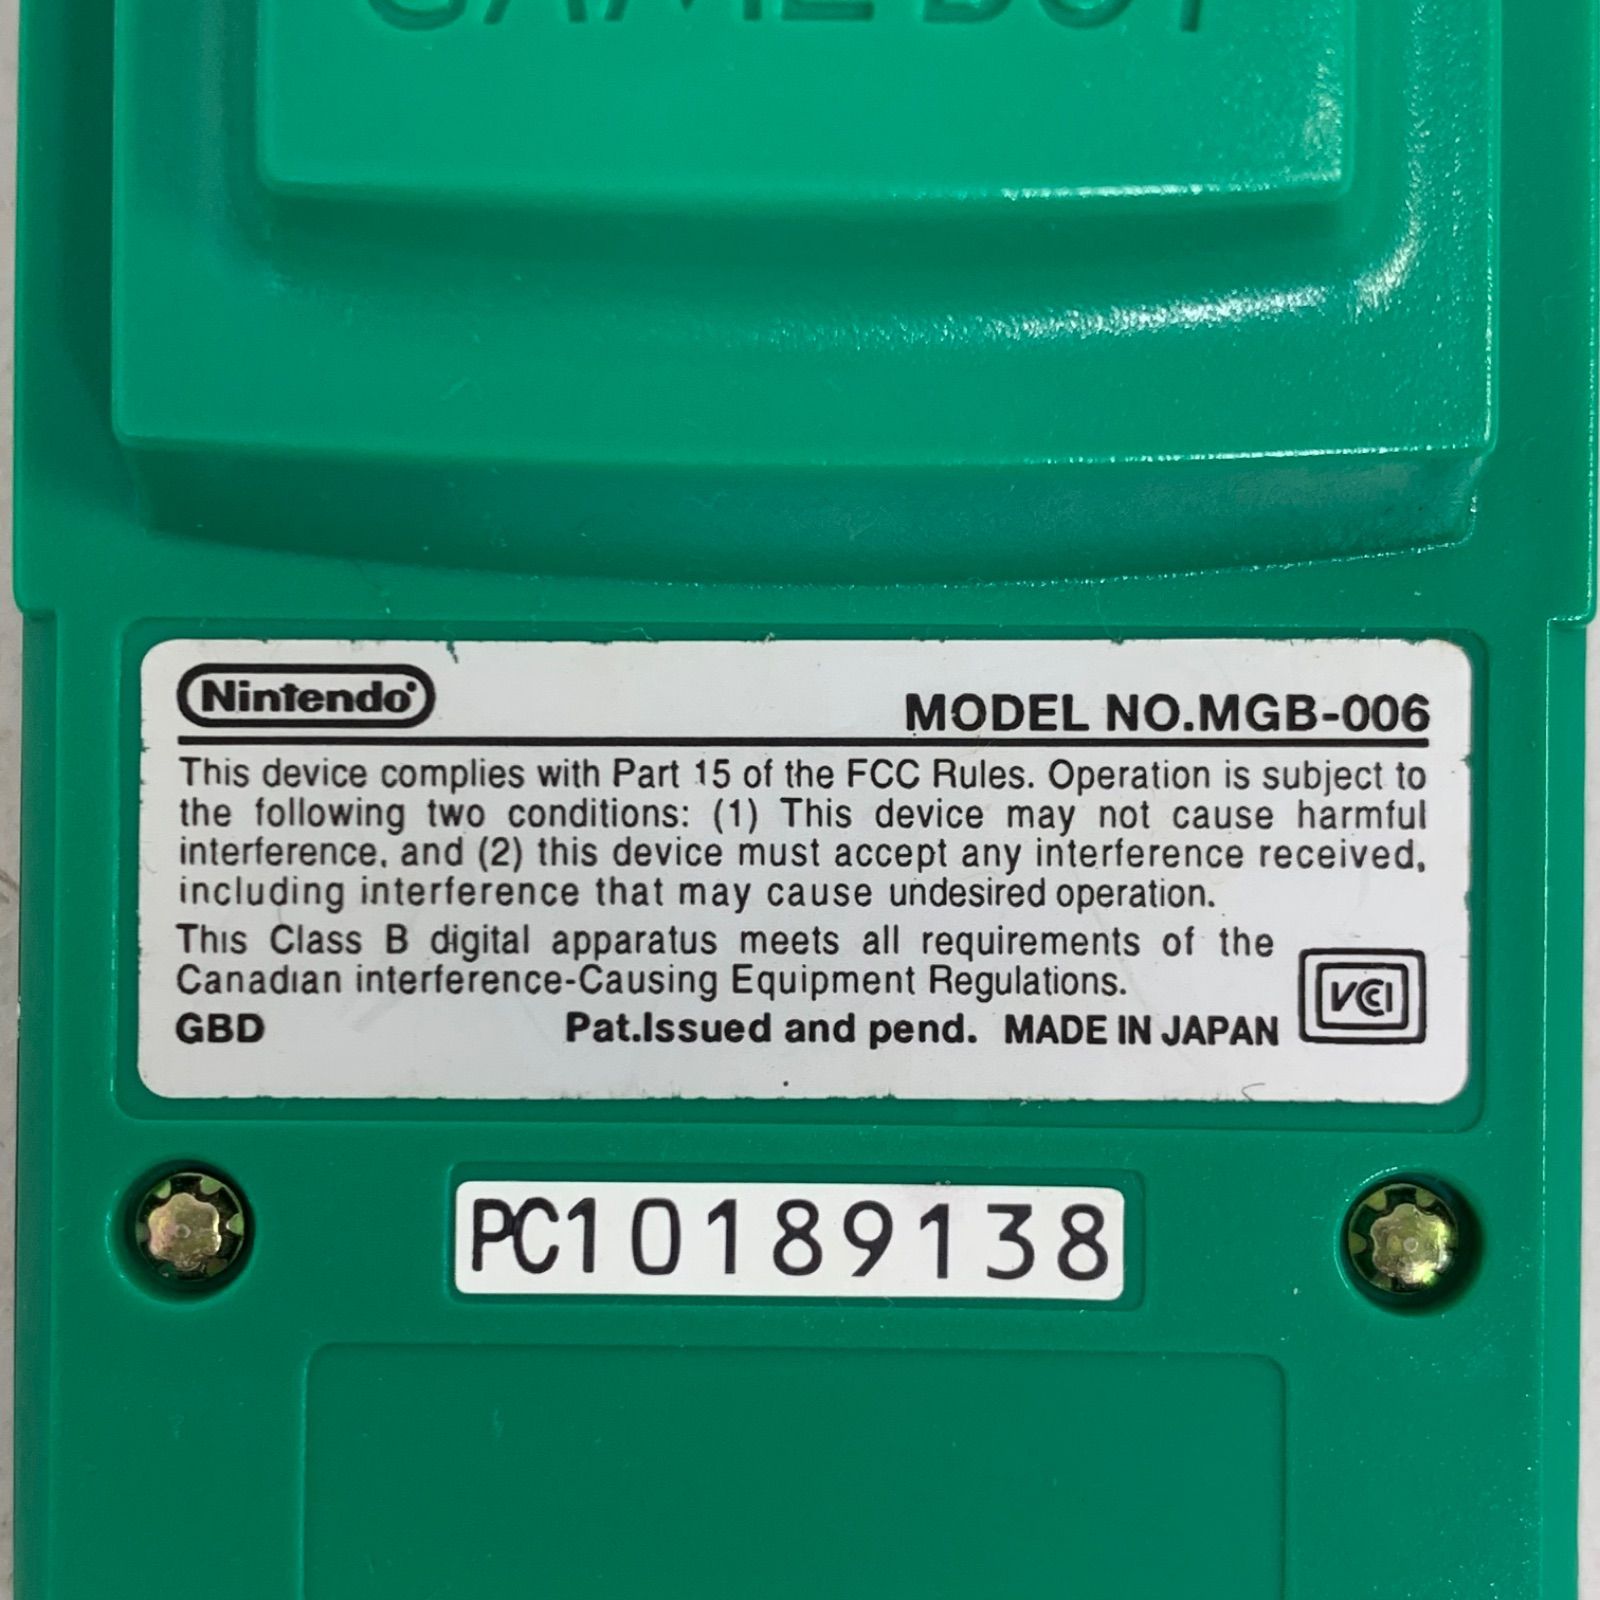 GAME BOY
Nintendo®
MODEL NO.MGB-006
This device complies with Part 15 of the FCC Rules. Operation is subject to
the following two conditions: (1) This device may not cause harmful
interference, and (2) this device must accept any interference received,
including interference that may cause undesired operation.
This Class B digital apparatus meets all requirements of the
Canadian interference-Causing Equipment Regulations.
VCCI
GBD Pat.Issued and pend. MADE IN JAPAN
PC10189138